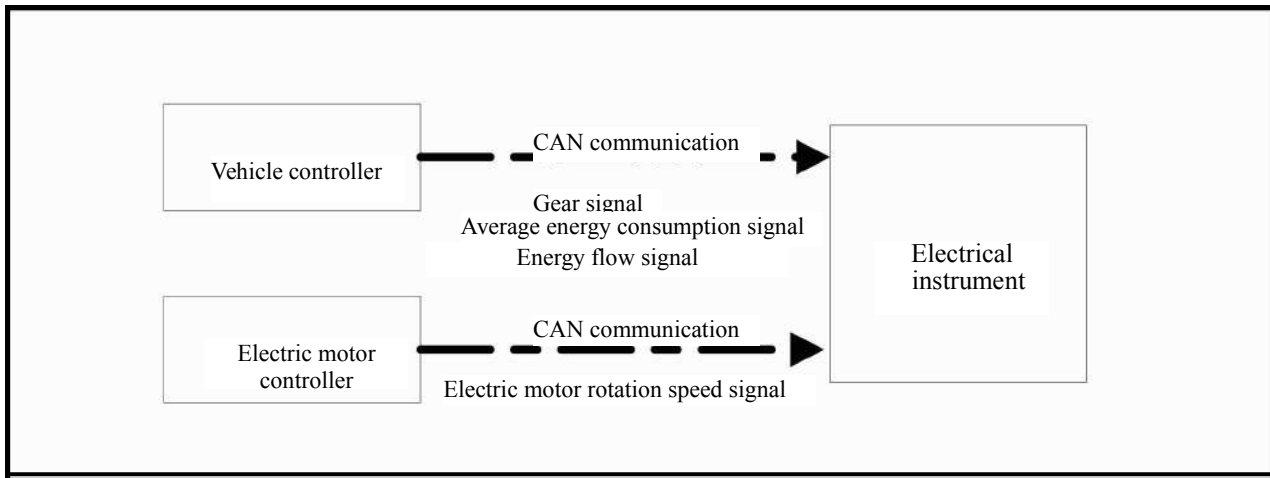 CAN communication
Vehicle controller
Gear signal
Average energy consumption signal
Energy flow signal
Electrical
instrument
CAN communication
Electric motor
controller
Electric motor rotation speed signal